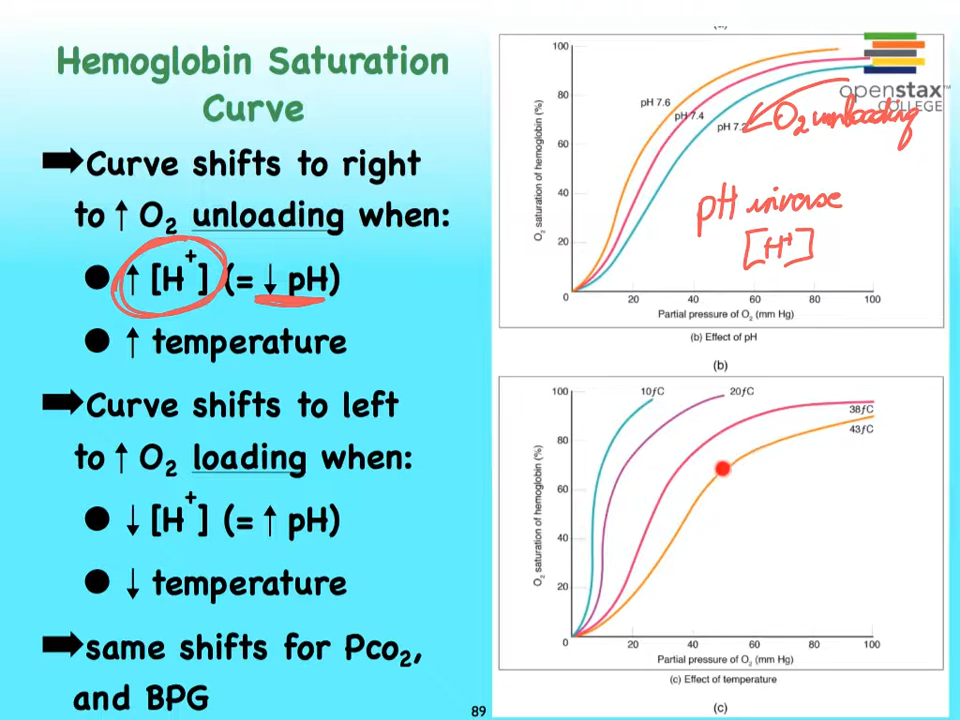 Hemoglobin Saturation
Curve
➡Curve shifts to right
to ↑ O₂ unloading when:
● ↑ [H⁺] (= ↓ pH)
● ↑ temperature
➡Curve shifts to left
to ↑ O₂ loading when:
● ↓ [H⁺] (= ↑ pH)
● ↓ temperature
➡same shifts for Pco₂,
and BPG
89
openstax™
COLLEGE
O₂ saturation of hemoglobin (%)
100
80
60
40
20
0
pH 7.6
pH 7.4
pH 7.2
O₂ unloading
pH inverse
[H⁺]
20 40 60 80 100
Partial pressure of O₂ (mm Hg)
(b) Effect of pH
(b)
O₂ saturation of hemoglobin (%)
100
80
60
40
20
0
10ƒC
20ƒC
38ƒC
43ƒC
20 40 60 80 100
Partial pressure of O₂ (mm Hg)
(c) Effect of temperature
(c)